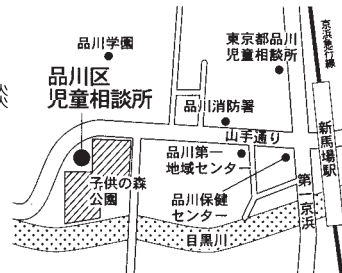 品川学園
東京都品川
児童相談所
京浜急行線
品川区
児童相談所
品川消防署
山手通り
新馬場駅
品川第一
地域センター
子供の森
公園
品川保健
センター
第一京浜
目黒川